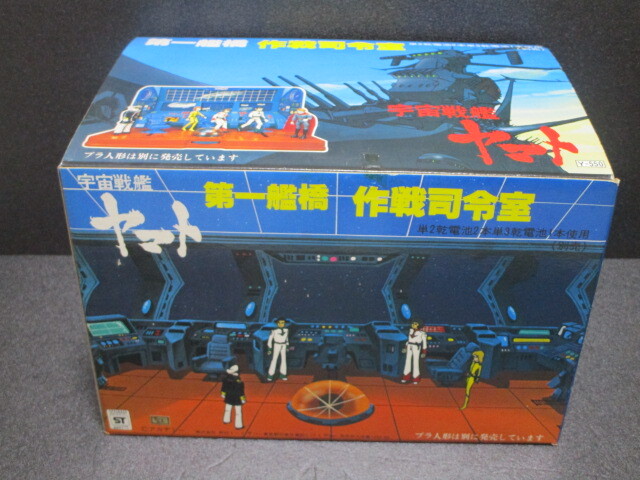 第一艦橋 作戦司令室
宇宙戦艦
ヤマト
プラ人形は別に発売しています
宇宙戦艦
ヤマト
第一艦橋 作戦司令室
単2乾電池2本単3乾電池1本使用
(別売)
ST
プラ人形は別に発売しています